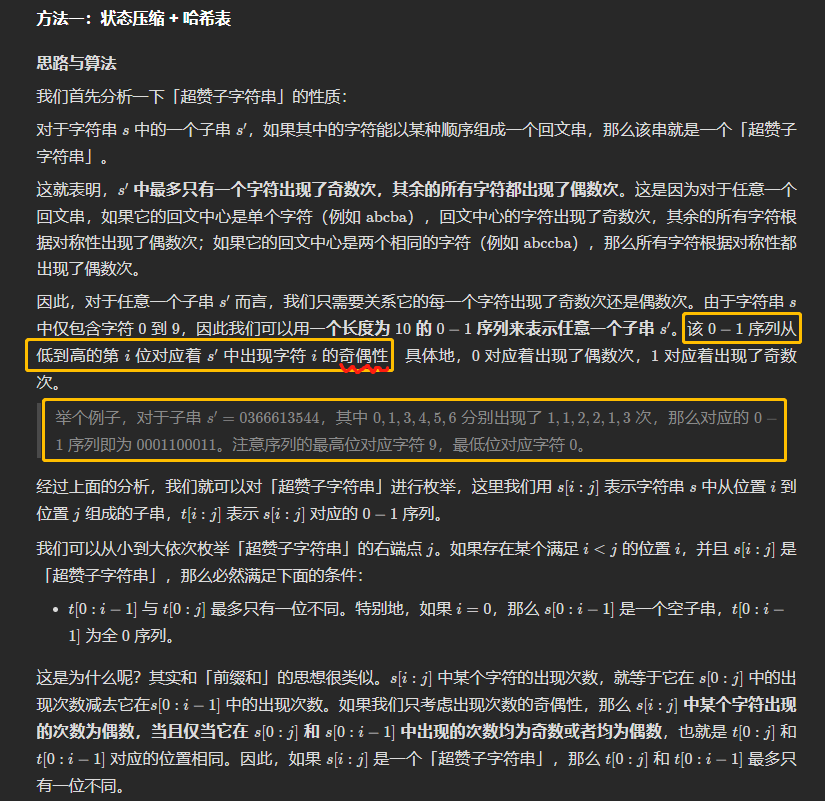 方法一：状态压缩 + 哈希表
思路与算法
我们首先分析一下「超赞子字符串」的性质：
对于字符串 s 中的一个子串 s′，如果其中的字符能以某种顺序组成一个回文串，那么该串就是一个「超赞子
字符串」。
这就表明，s′ 中最多只有一个字符出现了奇数次，其余的所有字符都出现了偶数次。这是因为对于任意一个
回文串，如果它的回文中心是单个字符（例如 abcba），回文中心的字符出现了奇数次，其余的所有字符根
据对称性出现了偶数次；如果它的回文中心是两个相同的字符（例如 abccba），那么所有字符根据对称性都
出现了偶数次。
因此，对于任意一个子串 s′ 而言，我们只需要关系它的每一个字符出现了奇数次还是偶数次。由于字符串 s
中仅包含字符 0 到 9，因此我们可以用一个长度为 10 的 0 − 1 序列来表示任意一个子串 s′。该 0 − 1 序列从
低到高的第 i 位对应着 s′ 中出现字符 i 的奇偶性 具体地，0 对应着出现了偶数次，1 对应着出现了奇数
次。
举个例子，对于子串 s′ = 0366613544，其中 0, 1, 3, 4, 5, 6 分别出现了 1, 1, 2, 2, 1, 3 次，那么对应的 0 −
1 序列即为 0001100011。注意序列的最高位对应字符 9，最低位对应字符 0。
经过上面的分析，我们就可以对「超赞子字符串」进行枚举，这里我们用 s[i : j] 表示字符串 s 中从位置 i 到
位置 j 组成的子串，t[i : j] 表示 s[i : j] 对应的 0 − 1 序列。
我们可以从小到大依次枚举「超赞子字符串」的右端点 j。如果存在某个满足 i < j 的位置 i，并且 s[i : j] 是
「超赞子字符串」，那么必然满足下面的条件：
• t[0 : i − 1] 与 t[0 : j] 最多只有一位不同。特别地，如果 i = 0，那么 s[0 : i − 1] 是一个空子串，t[0 : i −
1] 为全 0 序列。
这是为什么呢？其实和「前缀和」的思想很类似。s[i : j] 中某个字符的出现次数，就等于它在 s[0 : j] 中的出
现次数减去它在s[0 : i − 1] 中的出现次数。如果我们只考虑出现次数的奇偶性，那么 s[i : j] 中某个字符出现
的次数为偶数，当且仅当它在 s[0 : j] 和 s[0 : i − 1] 中出现的次数均为奇数或者均为偶数，也就是 t[0 : j] 和
t[0 : i − 1] 对应的位置相同。因此，如果 s[i : j] 是一个「超赞子字符串」，那么 t[0 : j] 和 t[0 : i − 1] 最多只
有一位不同。